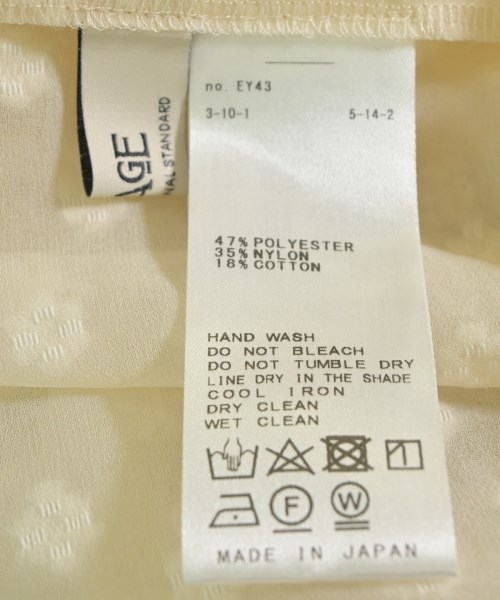 AGE
NAL STANDARD
no. EY43
3-10-1 5-14-2
47% POLYESTER
35% NYLON
18% COTTON
HAND WASH
DO NOT BLEACH
DO NOT TUMBLE DRY
LINE DRY IN THE SHADE
COOL IRON
DRY CLEAN
WET CLEAN
F W
MADE IN JAPAN